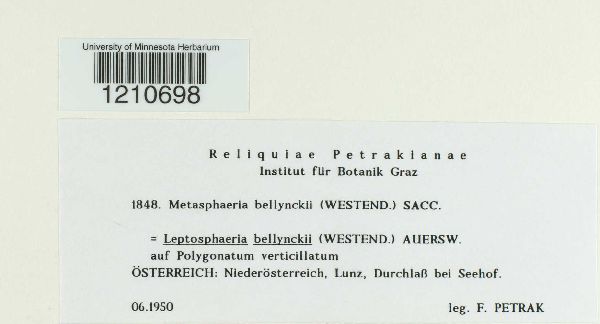 University of Minnesota Herbarium
1210698
Reliquiae Petrakianae
Institut für Botanik Graz
1848. Metasphaeria bellynckii (WESTEND.) SACC.
= Leptosphaeria bellynckii (WESTEND.) AUERSW.
auf Polygonatum verticillatum
ÖSTERREICH: Niederösterreich, Lunz, Durchlaß bei Seehof.
06.1950 leg. F. PETRAK